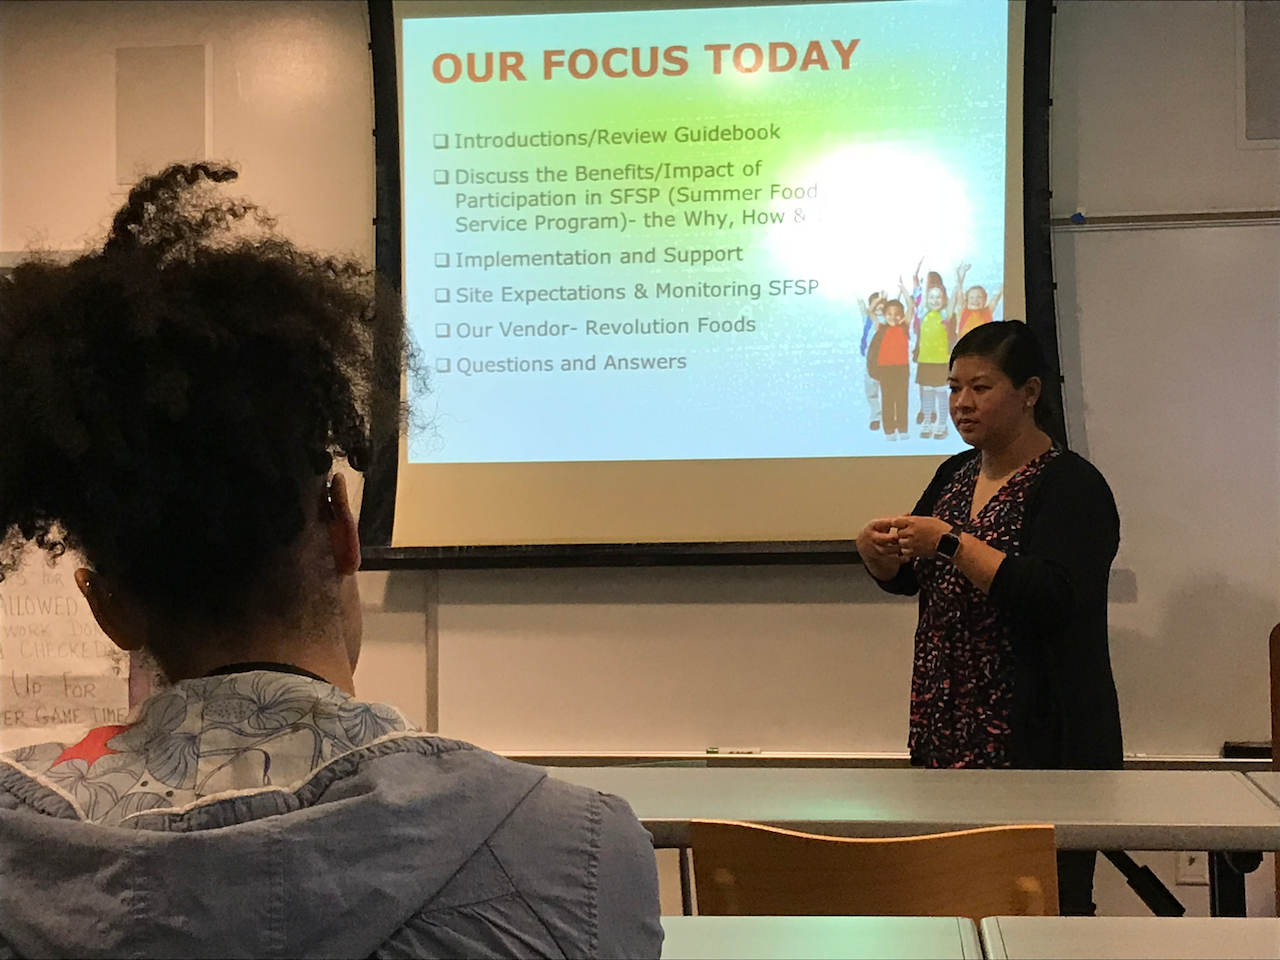 OUR FOCUS TODAY
❑ Introductions/Review Guidebook
❑ Discuss the Benefits/Impact of
Participation in SFSP (Summer Food
Service Program)- the Why, How &
❑ Implementation and Support
❑ Site Expectations & Monitoring SFSP
❑ Our Vendor- Revolution Foods
❑ Questions and Answers
FOR
ALLOWED
WORK
CHECKED
UP FOR
GAME TIME